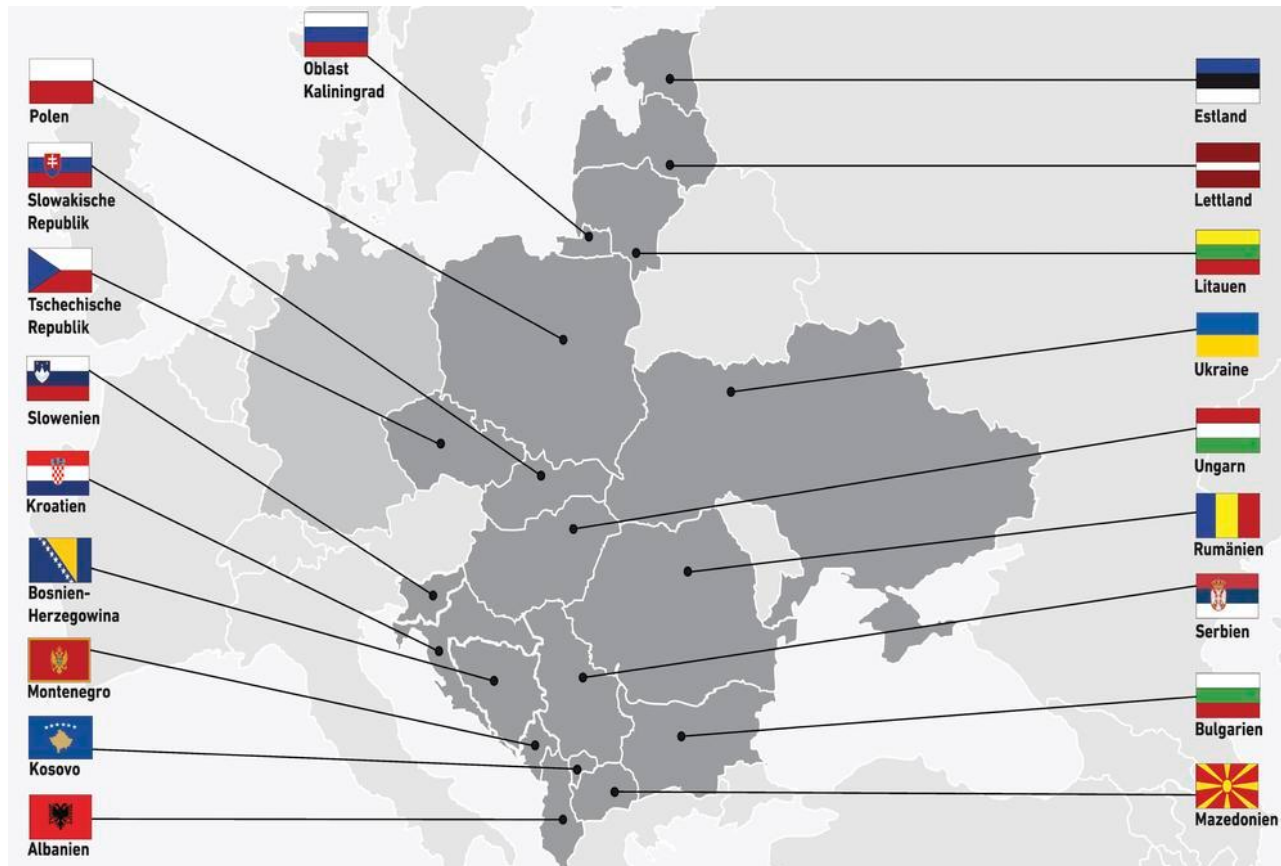 Oblast
Kaliningrad
Polen
Slowakische
Republik
Tschechische
Republik
Slowenien
Kroatien
Bosnien-
Herzegowina
Montenegro
Kosovo
Albanien
Estland
Lettland
Litauen
Ukraine
Ungarn
Rumänien
Serbien
Bulgarien
Mazedonien